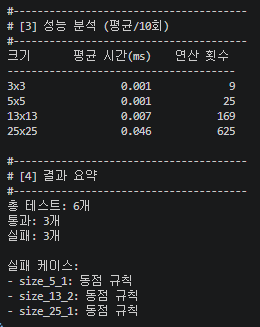 #---------------------------------------
# [3] 성능 분석 (평균/10회)
#---------------------------------------
크기 평균 시간(ms) 연산 횟수
----------------------------------------
3x3 0.001 9
5x5 0.001 25
13x13 0.007 169
25x25 0.046 625

#---------------------------------------
# [4] 결과 요약
#---------------------------------------
총 테스트: 6개
통과: 3개
실패: 3개

실패 케이스:
- size_5_1: 동점 규칙
- size_13_2: 동점 규칙
- size_25_1: 동점 규칙